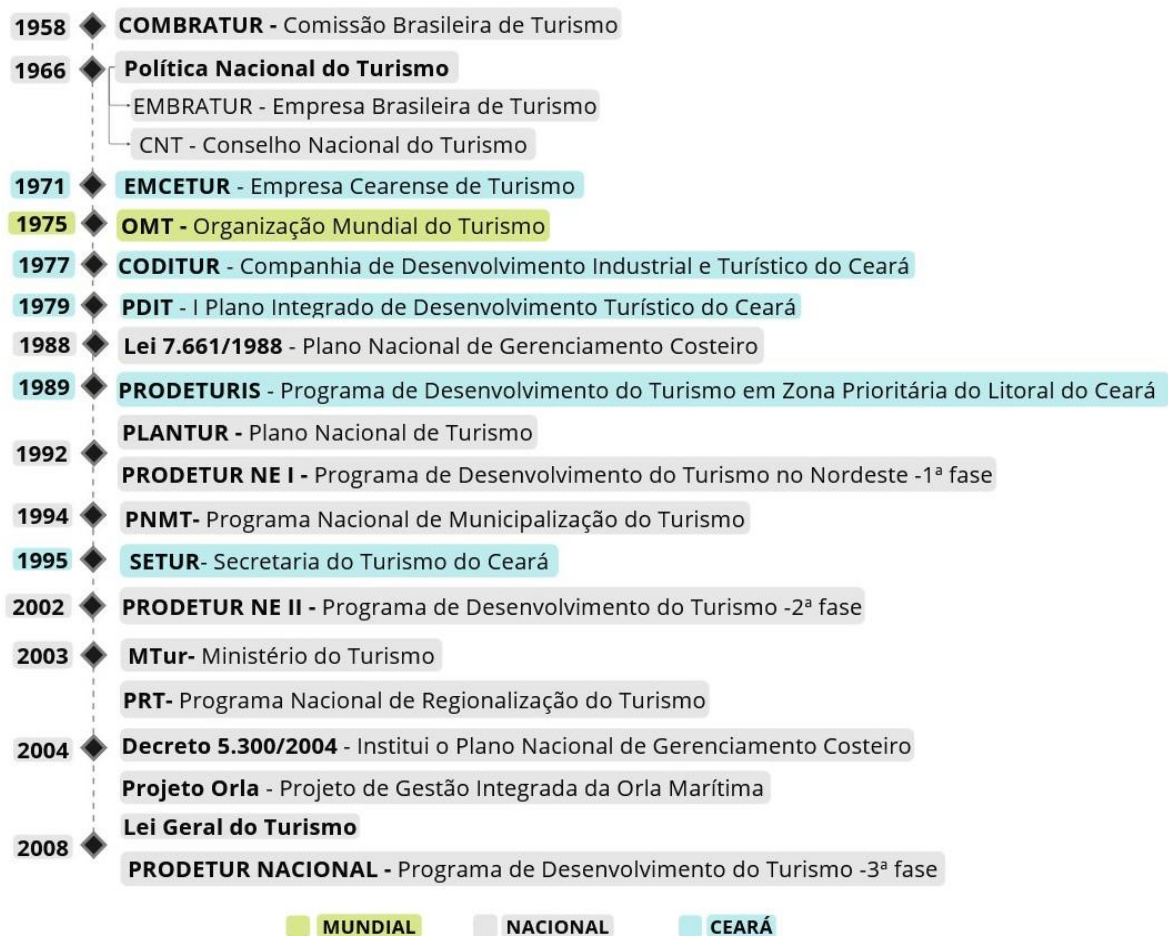 1958 COMBRATUR - Comissão Brasileira de Turismo
1966 Política Nacional do Turismo
EMBRATUR - Empresa Brasileira de Turismo
CNT - Conselho Nacional do Turismo
1971 EMCETUR - Empresa Cearense de Turismo
1975 OMT - Organização Mundial do Turismo
1977 CODITUR - Companhia de Desenvolvimento Industrial e Turístico do Ceará
1979 PDIT - I Plano Integrado de Desenvolvimento Turístico do Ceará
1988 Lei 7.661/1988 - Plano Nacional de Gerenciamento Costeiro
1989 PRODETURIS - Programa de Desenvolvimento do Turismo em Zona Prioritária do Litoral do Ceará
1992 PLANTUR - Plano Nacional de Turismo
PRODETUR NE I - Programa de Desenvolvimento do Turismo no Nordeste -1ª fase
1994 PNMT- Programa Nacional de Municipalização do Turismo
1995 SETUR- Secretaria do Turismo do Ceará
2002 PRODETUR NE II - Programa de Desenvolvimento do Turismo -2ª fase
2003 MTur- Ministério do Turismo
PRT- Programa Nacional de Regionalização do Turismo
2004 Decreto 5.300/2004 - Institui o Plano Nacional de Gerenciamento Costeiro
Projeto Orla - Projeto de Gestão Integrada da Orla Marítima
2008 Lei Geral do Turismo
PRODETUR NACIONAL - Programa de Desenvolvimento do Turismo -3ª fase
MUNDIAL NACIONAL CEARÁ